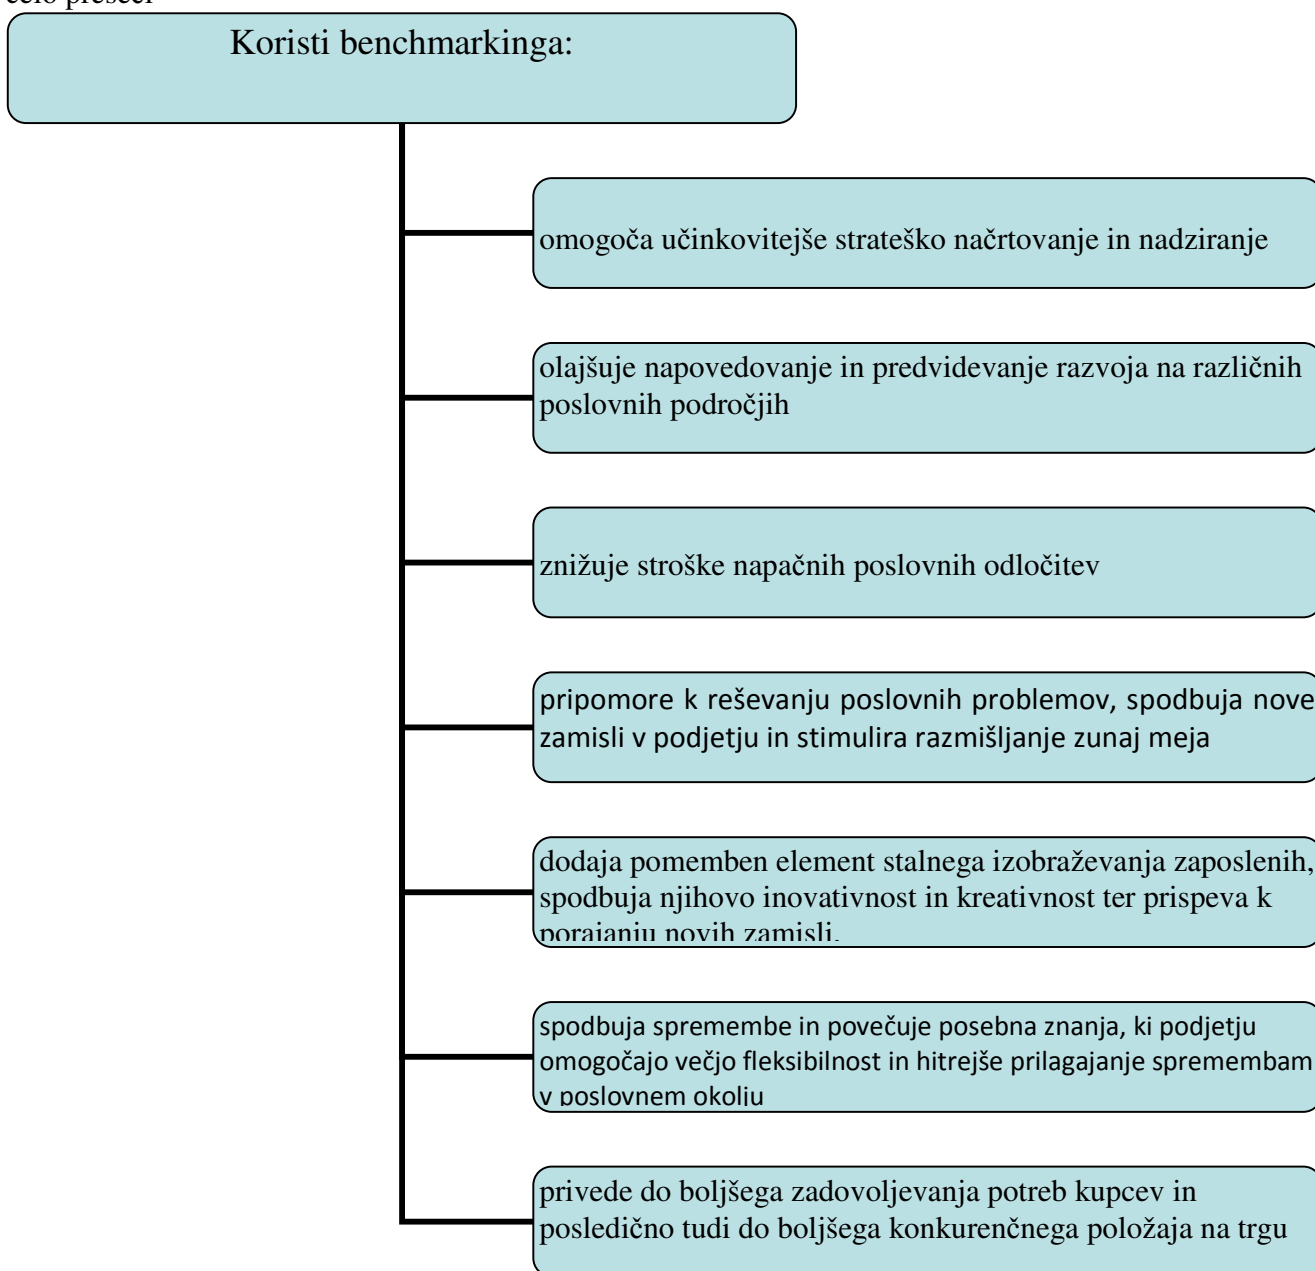 celo preseči
Koristi benchmarkinga:
omogoča učinkovitejše strateško načrtovanje in nadziranje
olajšuje napovedovanje in predvidevanje razvoja na različnih
poslovnih področjih
znižuje stroške napačnih poslovnih odločitev
pripomore k reševanju poslovnih problemov, spodbuja nove
zamisli v podjetju in stimulira razmišljanje zunaj meja
dodaja pomemben element stalnega izobraževanja zaposlenih,
spodbuja njihovo inovativnost in kreativnost ter prispeva k
porajanju novih zamisli.
spodbuja spremembe in povečuje posebna znanja, ki podjetju
omogočajo večjo fleksibilnost in hitrejše prilagajanje spremembam
v poslovnem okolju
privede do boljšega zadovoljevanja potreb kupcev in
posledično tudi do boljšega konkurenčnega položaja na trgu